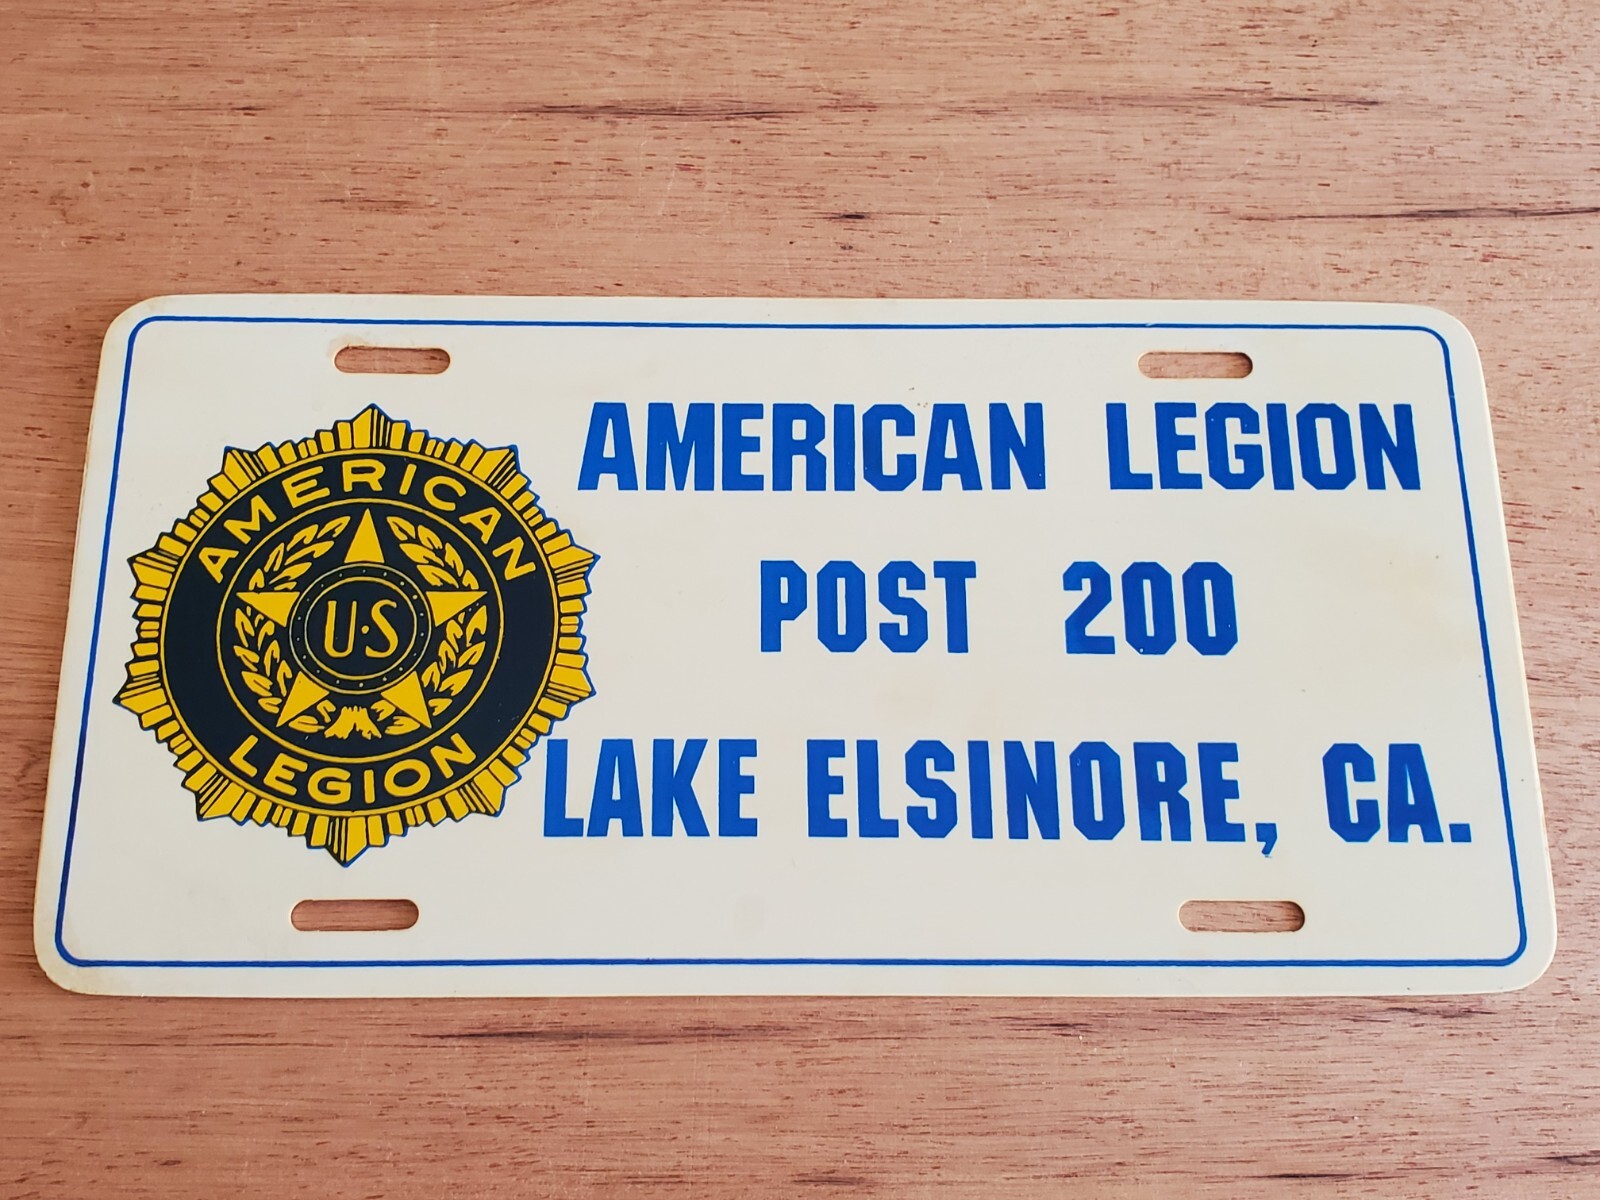 AMERICAN LEGION
U.S
AMERICAN LEGION
POST 200
LAKE ELSINORE, CA.